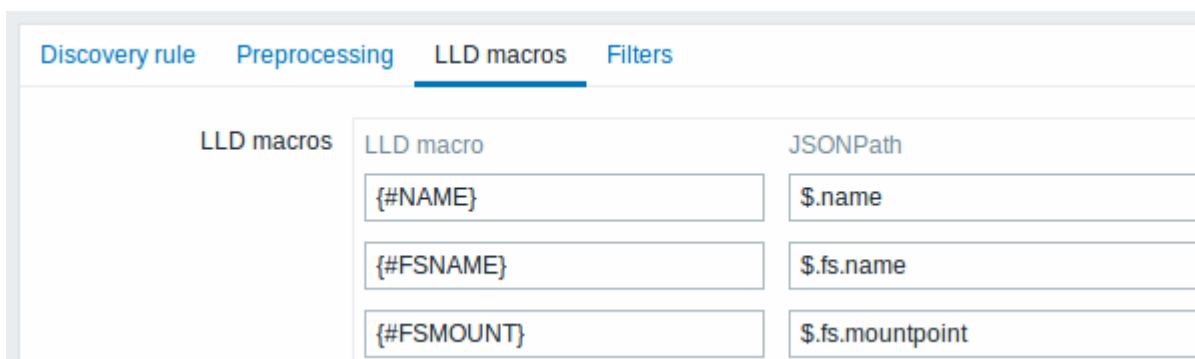 Discovery rule Preprocessing LLD macros Filters
LLD macros LLD macro JSONPath
{#NAME} $.name
{#FSNAME} $.fs.name
{#FSMOUNT} $.fs.mountpoint